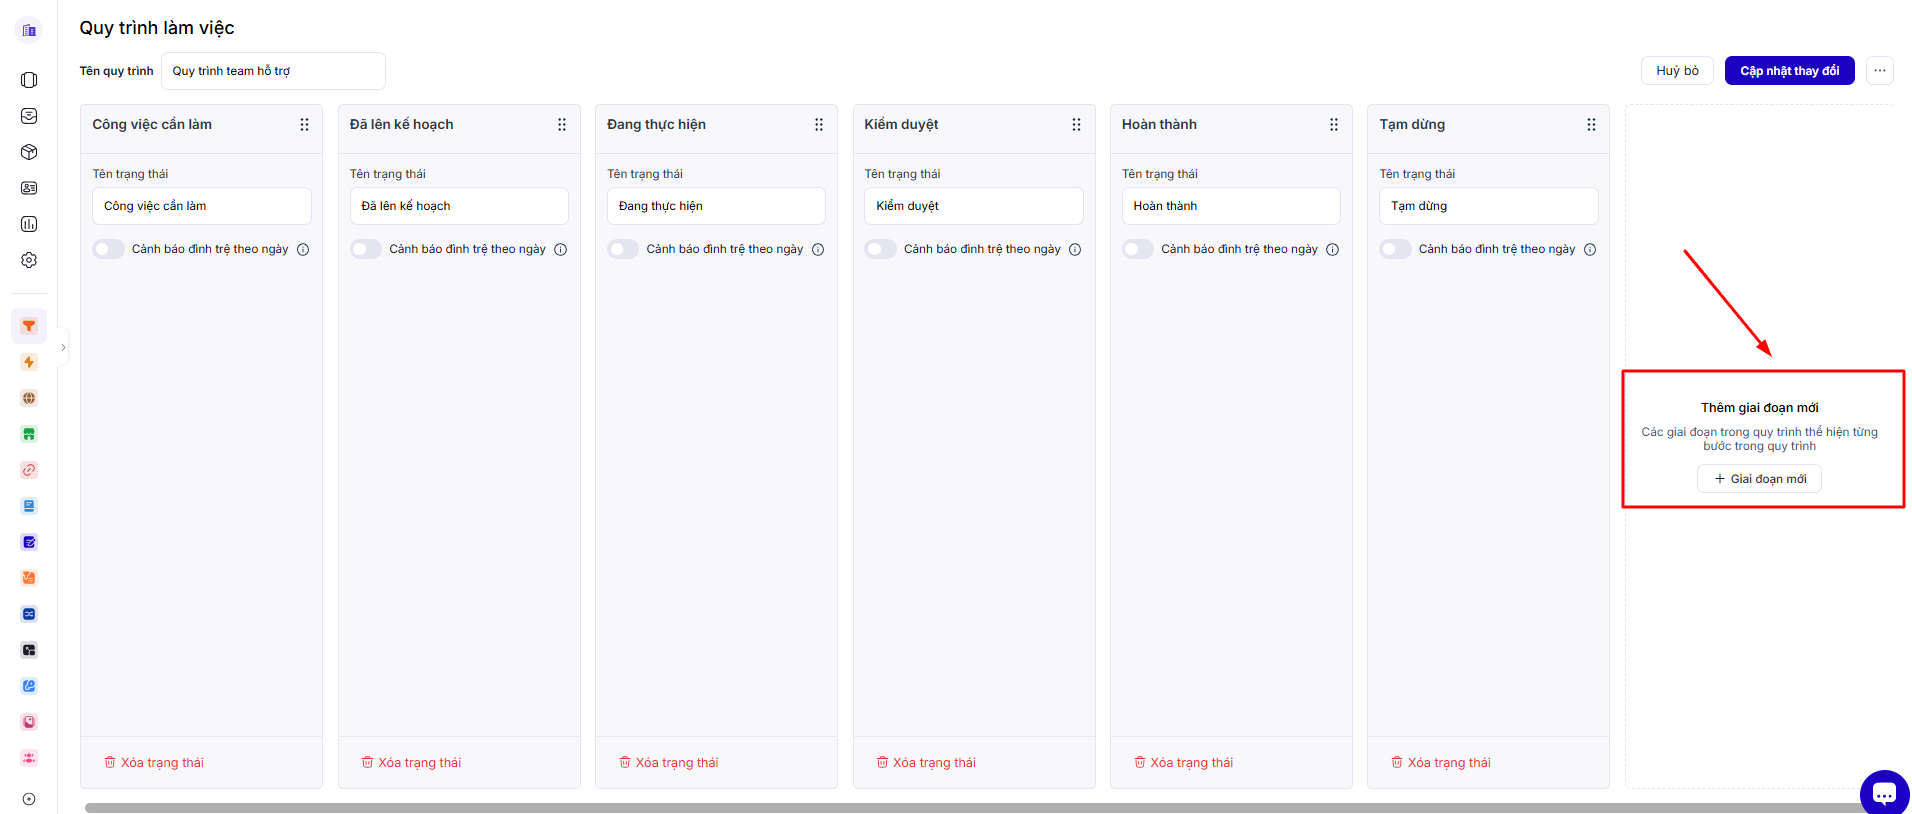 Quy trình làm việc
Tên quy trình
Quy trình team hỗ trợ
Huỷ bỏ
Cập nhật thay đổi
Công việc cần làm
Đã lên kế hoạch
Đang thực hiện
Kiểm duyệt
Hoàn thành
Tạm dừng
Tên trạng thái
Tên trạng thái
Tên trạng thái
Tên trạng thái
Tên trạng thái
Tên trạng thái
Công việc cần làm
Đã lên kế hoạch
Đang thực hiện
Kiểm duyệt
Hoàn thành
Tạm dừng
Cảnh báo đình trệ theo ngày
Cảnh báo đình trệ theo ngày
Cảnh báo đình trệ theo ngày
Cảnh báo đình trệ theo ngày
Cảnh báo đình trệ theo ngày
Cảnh báo đình trệ theo ngày
Thêm giai đoạn mới
Các giai đoạn trong quy trình thể hiện từng
bước trong quy trình
+ Giai đoạn mới
Xóa trạng thái
Xóa trạng thái
Xóa trạng thái
Xóa trạng thái
Xóa trạng thái
Xóa trạng thái